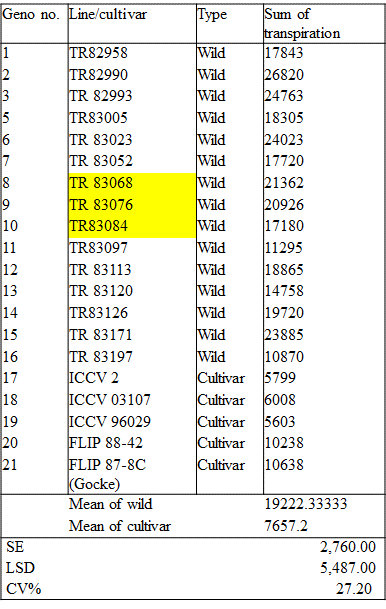 Geno no. Line/cultivar Type Sum of
transpiration
1 TR82958 Wild 17843
2 TR82990 Wild 26820
3 TR 82993 Wild 24763
5 TR83005 Wild 18305
6 TR 83023 Wild 24023
7 TR 83052 Wild 17720
8 TR 83068 Wild 21362
9 TR 83076 Wild 20926
10 TR83084 Wild 17180
11 TR83097 Wild 11295
12 TR 83113 Wild 18865
13 TR 83120 Wild 14758
14 TR83126 Wild 19720
15 TR 83171 Wild 23885
16 TR 83197 Wild 10870
17 ICCV 2 Cultivar 5799
18 ICCV 03107 Cultivar 6008
19 ICCV 96029 Cultivar 5603
20 FLIP 88-42 Cultivar 10238
21 FLIP 87-8C Cultivar 10638
(Gocke)
Mean of wild 19222.33333
Mean of cultivar 7657.2
SE 2,760.00
LSD 5,487.00
CV% 27.20